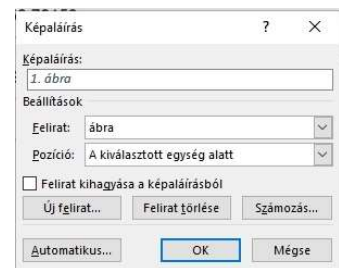 Képaláírás ? X
Képaláírás:
1. ábra
Beállítások
Felirat: ábra
Pozíció: A kiválasztott egység alatt
Felirat kihagyása a képaláírásból
Új felirat... Felirat törlése Számozás...
Automatikus... OK Mégse